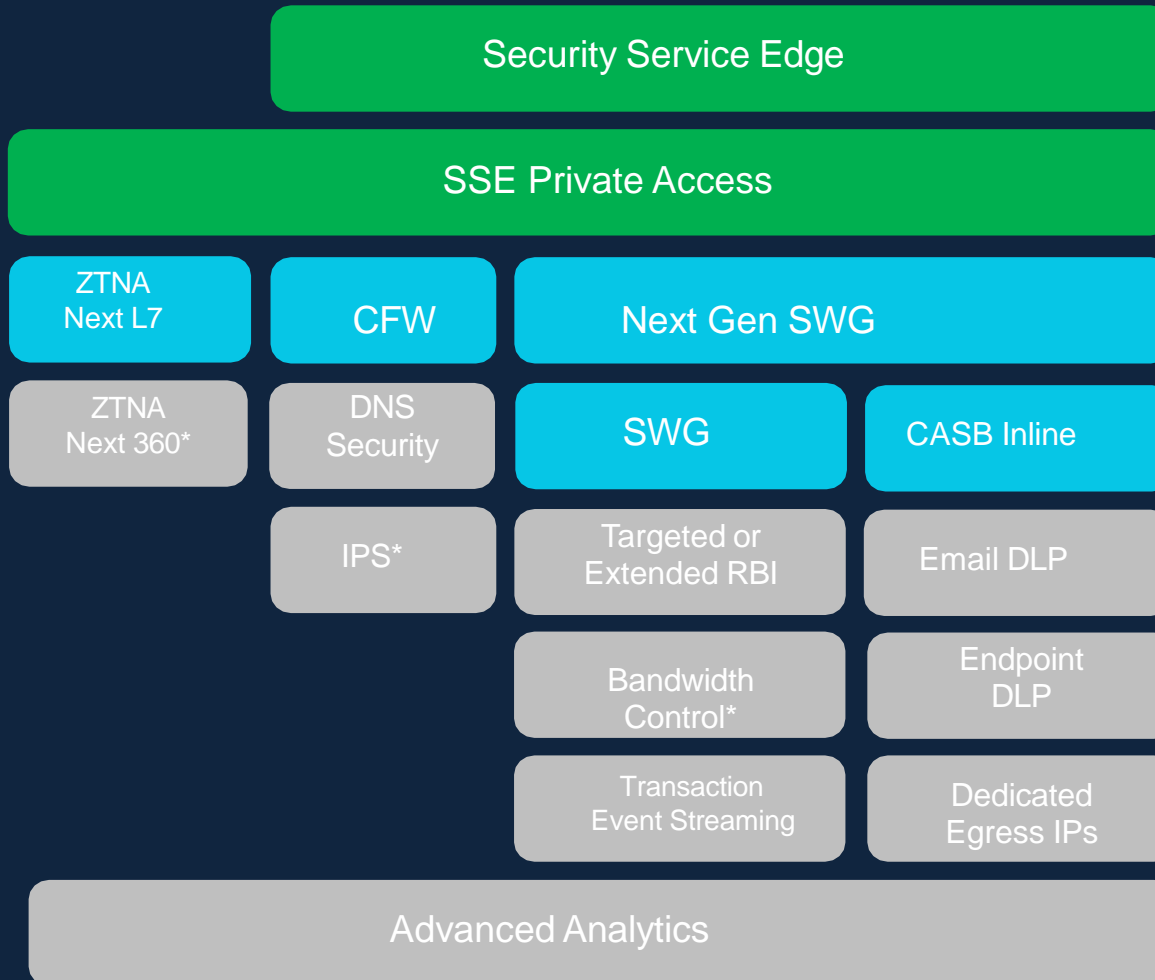 Security Service Edge
SSE Private Access
ZTNA
Next L7
CFW
Next Gen SWG
ZTNA
Next 360*
DNS
Security
SWG
CASB Inline
IPS*
Targeted or
Extended RBI
Email DLP
Bandwidth
Control*
Endpoint
DLP
Transaction
Event Streaming
Dedicated
Egress IPs
Advanced Analytics